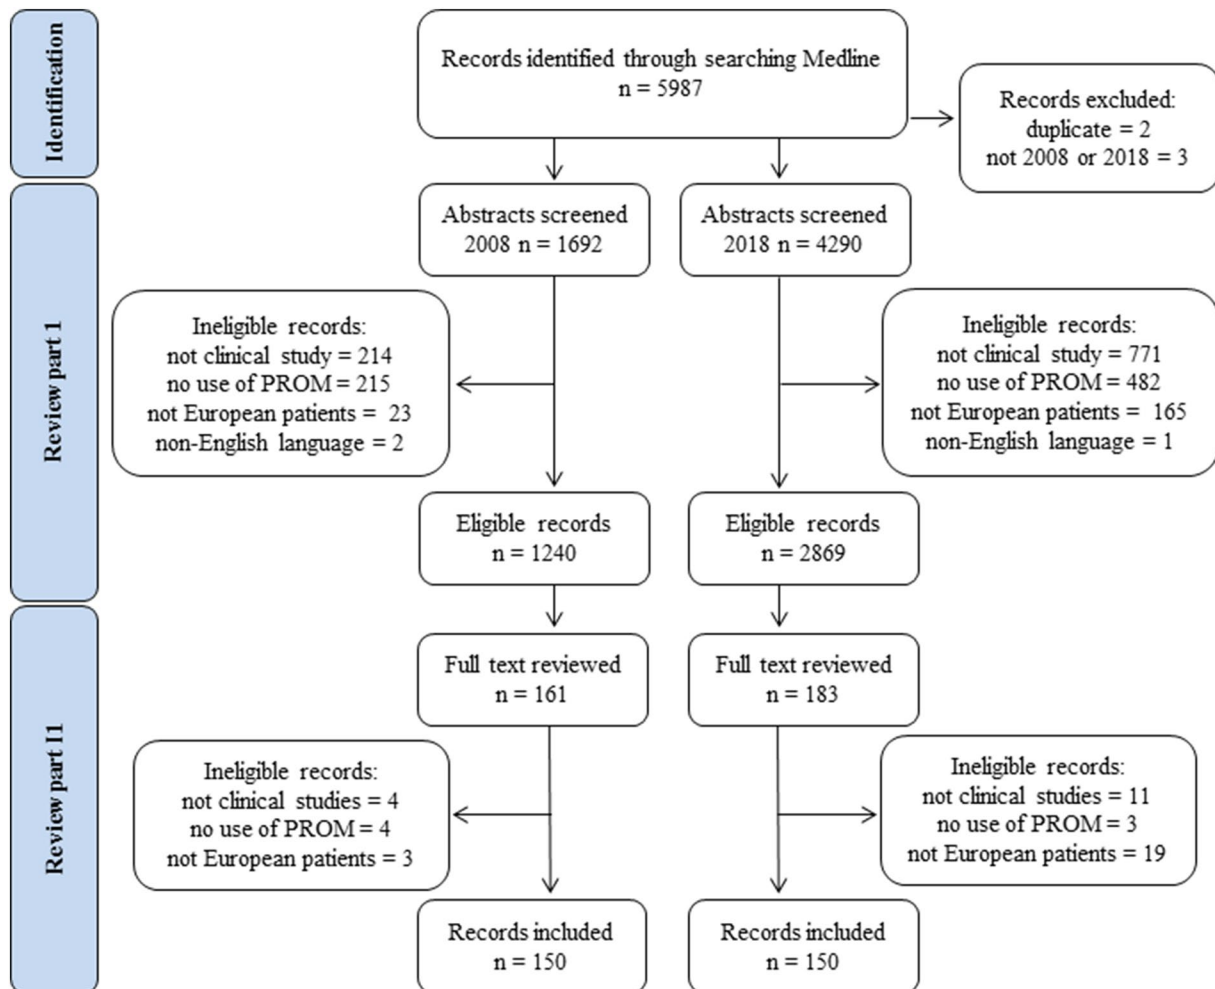 Identification
Records identified through searching Medline
n = 5987
Records excluded:
duplicate = 2
not 2008 or 2018 = 3
Review part 1
Abstracts screened
2008 n = 1692
Abstracts screened
2018 n = 4290
Ineligible records:
not clinical study = 214
no use of PROM = 215
not European patients = 23
non-English language = 2
Ineligible records:
not clinical study = 771
no use of PROM = 482
not European patients = 165
non-English language = 1
Eligible records
n = 1240
Eligible records
n = 2869
Review part I1
Full text reviewed
n = 161
Full text reviewed
n = 183
Ineligible records:
not clinical studies = 4
no use of PROM = 4
not European patients = 3
Ineligible records:
not clinical studies = 11
no use of PROM = 3
not European patients = 19
Records included
n = 150
Records included
n = 150